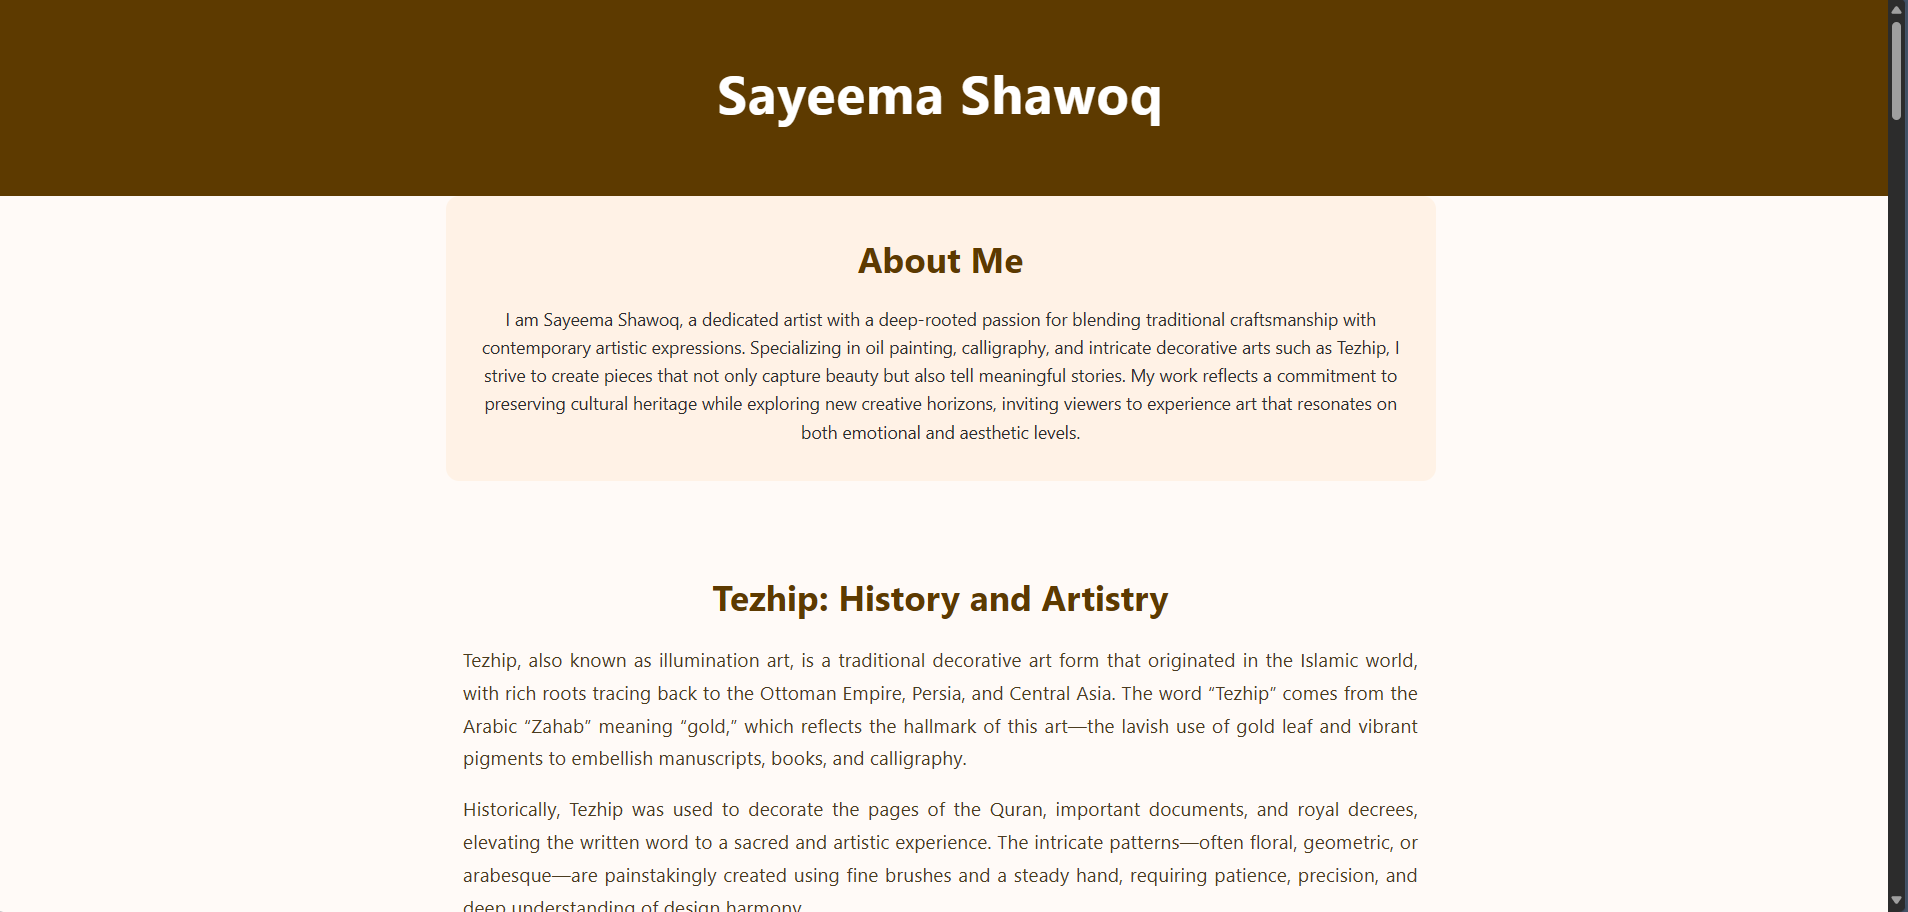 Sayeema Shawoq
About Me
I am Sayeema Shawoq, a dedicated artist with a deep-rooted passion for blending traditional craftsmanship with
contemporary artistic expressions. Specializing in oil painting, calligraphy, and intricate decorative arts such as Tezhip, I
strive to create pieces that not only capture beauty but also tell meaningful stories. My work reflects a commitment to
preserving cultural heritage while exploring new creative horizons, inviting viewers to experience art that resonates on
both emotional and aesthetic levels.
Tezhip: History and Artistry
Tezhip, also known as illumination art, is a traditional decorative art form that originated in the Islamic world,
with rich roots tracing back to the Ottoman Empire, Persia, and Central Asia. The word “Tezhip” comes from the
Arabic “Zahab” meaning “gold,” which reflects the hallmark of this art—the lavish use of gold leaf and vibrant
pigments to embellish manuscripts, books, and calligraphy.
Historically, Tezhip was used to decorate the pages of the Quran, important documents, and royal decrees,
elevating the written word to a sacred and artistic experience. The intricate patterns—often floral, geometric, or
arabesque—are painstakingly created using fine brushes and a steady hand, requiring patience, precision, and
deep understanding of design harmony.